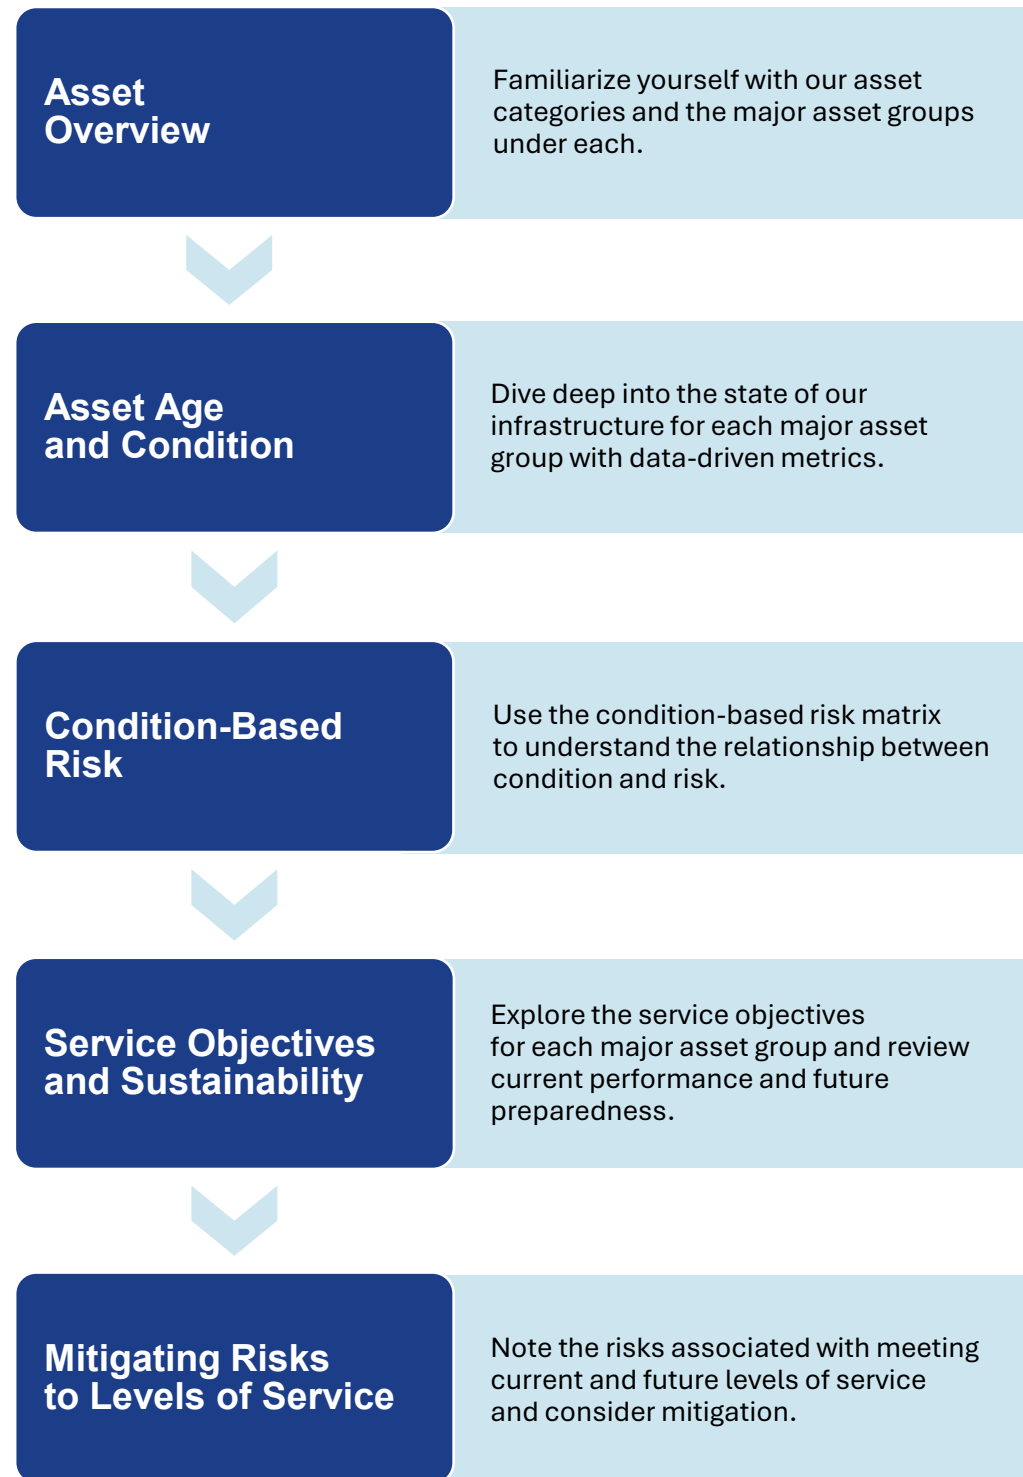 Asset
Overview
Familiarize yourself with our asset
categories and the major asset groups
under each.
Asset Age
and Condition
Dive deep into the state of our
infrastructure for each major asset
group with data-driven metrics.
Condition-Based
Risk
Use the condition-based risk matrix
to understand the relationship between
condition and risk.
Service Objectives
and Sustainability
Explore the service objectives
for each major asset group and review
current performance and future
preparedness.
Mitigating Risks
to Levels of Service
Note the risks associated with meeting
current and future levels of service
and consider mitigation.